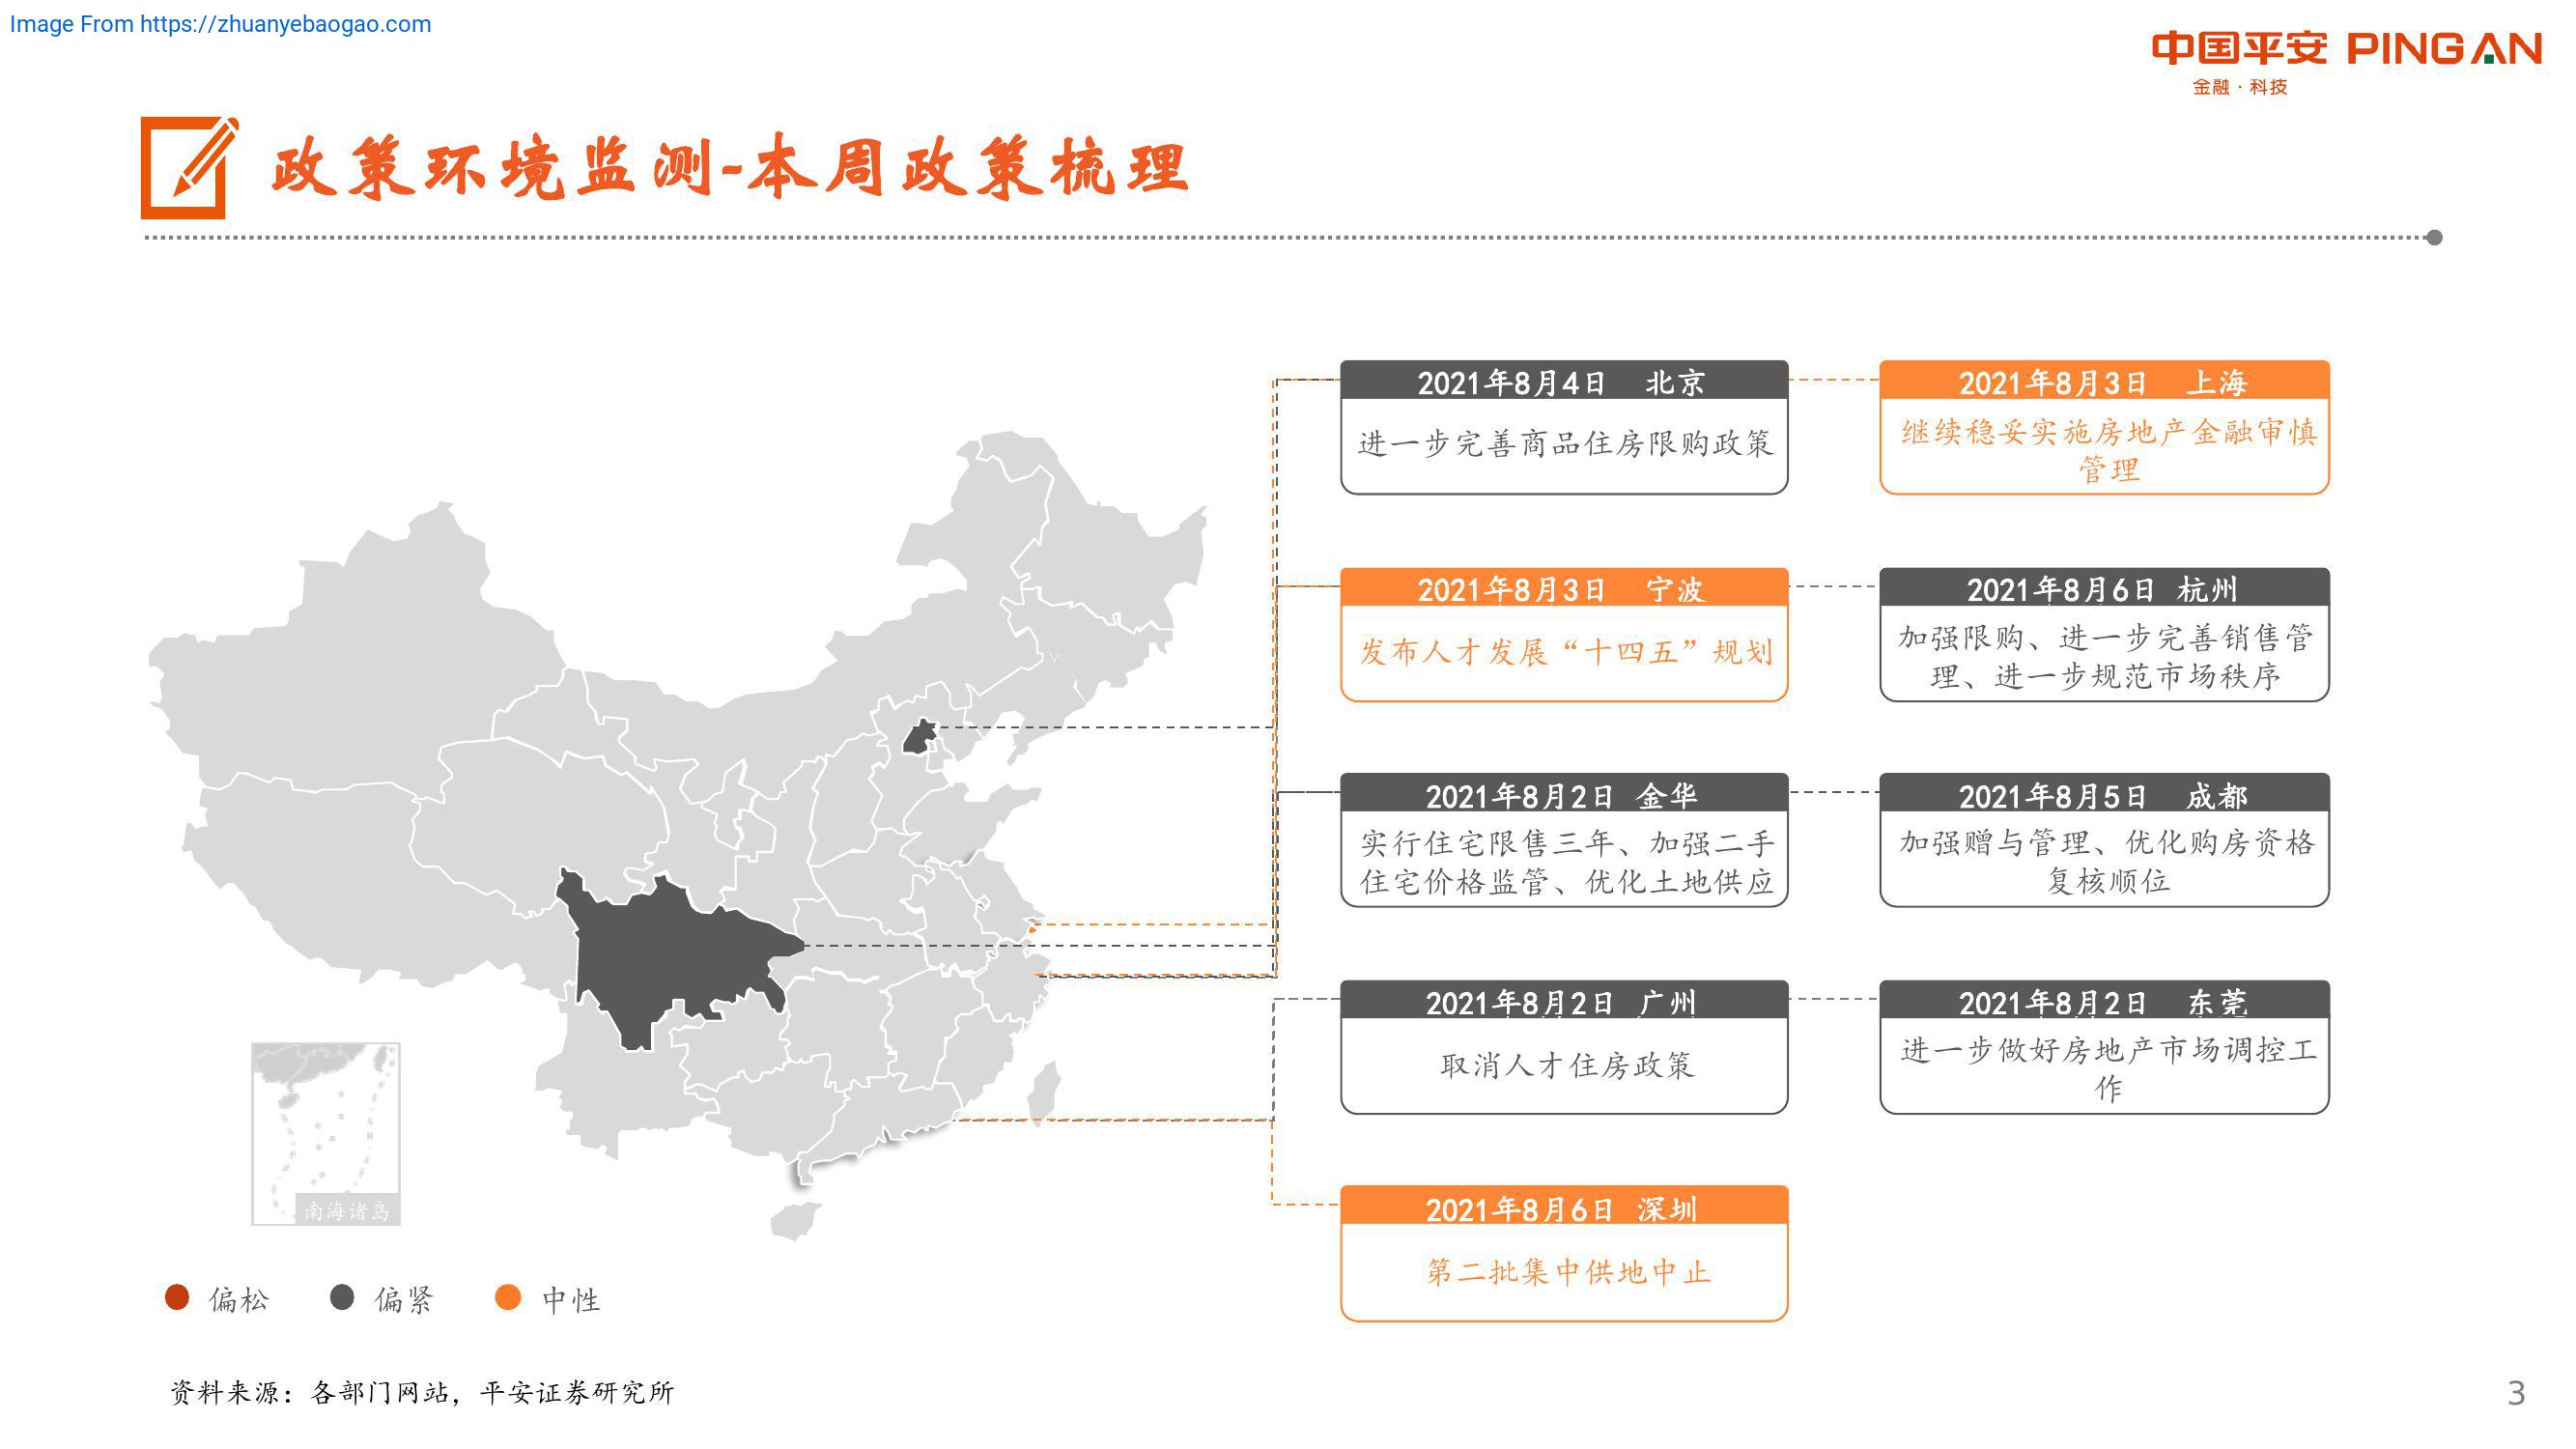 Image From https://zhuanyebaogao.com
中国平安 PINGAN
金融·科技
政策环境监测-本周政策梳理
2021年8月4日 北京
进一步完善商品住房限购政策
2021年8月3日 上海
继续稳妥实施房地产金融审慎
管理
2021年8月3日 宁波
发布人才发展“十四五”规划
2021年8月6日 杭州
加强限购、进一步完善销售管
理、进一步规范市场秩序
2021年8月2日 金华
实行住宅限售三年、加强二手
住宅价格监管、优化土地供应
2021年8月5日 成都
加强赠与管理、优化购房资格
复核顺位
2021年8月2日 广州
取消人才住房政策
2021年8月2日 东莞
进一步做好房地产市场调控工
作
2021年8月6日 深圳
第二批集中供地中止
南海诸岛
偏松
偏紧
中性
资料来源：各部门网站，平安证券研究所
3